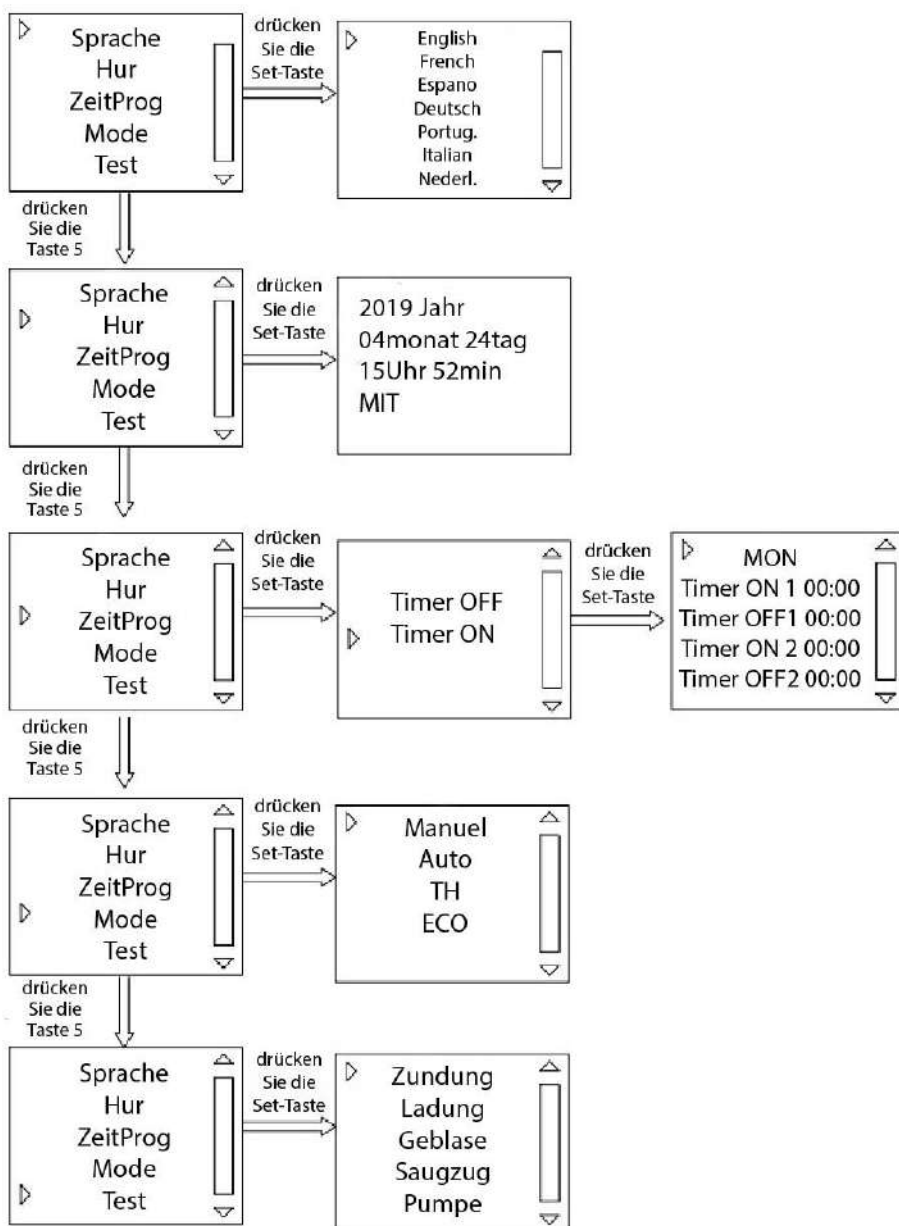 Sprache
Hur
ZeitProg
Mode
Test
drücken
Sie die
Set-Taste
English
French
Espano
Deutsch
Portug.
Italian
Nederl.
drücken
Sie die
Taste 5
Sprache
Hur
ZeitProg
Mode
Test
drücken
Sie die
Set-Taste
2019 Jahr
04monat 24tag
15Uhr 52min
MIT
drücken
Sie die
Taste 5
Sprache
Hur
ZeitProg
Mode
Test
drücken
Sie die
Set-Taste
Timer OFF
Timer ON
drücken
Sie die
Set-Taste
MON
Timer ON 1 00:00
Timer OFF1 00:00
Timer ON 2 00:00
Timer OFF2 00:00
drücken
Sie die
Taste 5
Sprache
Hur
ZeitProg
Mode
Test
drücken
Sie die
Set-Taste
Manuel
Auto
TH
ECO
drücken
Sie die
Taste 5
Sprache
Hur
ZeitProg
Mode
Test
drücken
Sie die
Set-Taste
Zundung
Ladung
Geblase
Saugzug
Pumpe